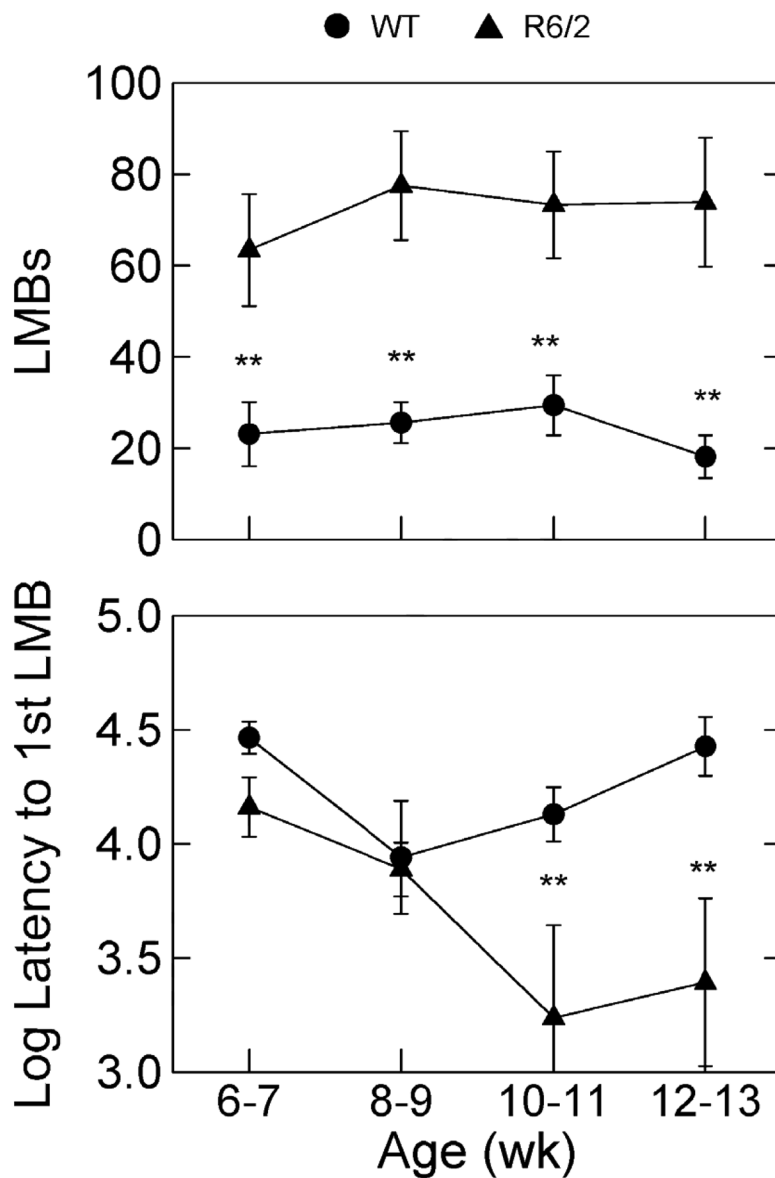 ● WT ▲ R6/2
LMBs
100
80
60
40
20
0
** ** ** **
Log Latency to 1st LMB
5.0
4.5
4.0
3.5
3.0
** **
6-7 8-9 10-11 12-13
Age (wk)